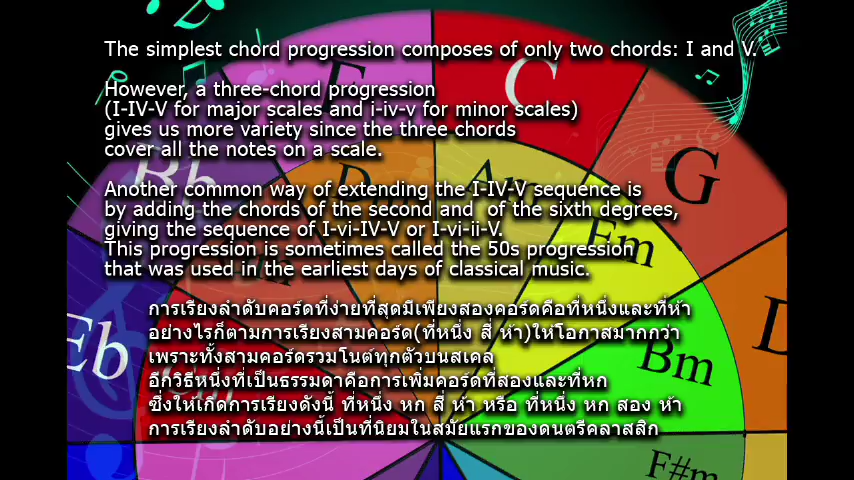 The simplest chord progression composes of only two chords: I and V.
However, a three-chord progression
(I-IV-V for major scales and i-iv-v for minor scales)
gives us more variety since the three chords
cover all the notes on a scale.
Another common way of extending the I-IV-V sequence is
by adding the chords of the second and  of the sixth degrees,
giving the sequence of I-vi-IV-V or I-vi-ii-V.
This progression is sometimes called the 50s progression
that was used in the earliest days of classical music.
การเรียงลำดับคอร์ดที่ง่ายที่สุดมีเพียงสองคอร์ดคือที่หนึ่งและที่ห้า
อย่างไรก็ตามการเรียงสามคอร์ด(ที่หนึ่ง สี่ ห้า)ให้โอกาสมากกว่า
เพราะทั้งสามคอร์ดรวมโนต์ทุกตัวบนสเคล
อีกวิธีหนึ่งที่เป็นธรรมดาคือการเพิ่มคอร์ดที่สองและที่หก
ซึ่งให้เกิดการเรียงดังนี้ ที่หนึ่ง หก สี่ ห้า หรือ ที่หนึ่ง หก สอง ห้า
การเรียงลำดับอย่างนี้เป็นที่นิยมในสมัยแรกของดนตรีคลาสสิก
F
C
G
Bb
Dm
Am
Em
Eb
Bm
F#m